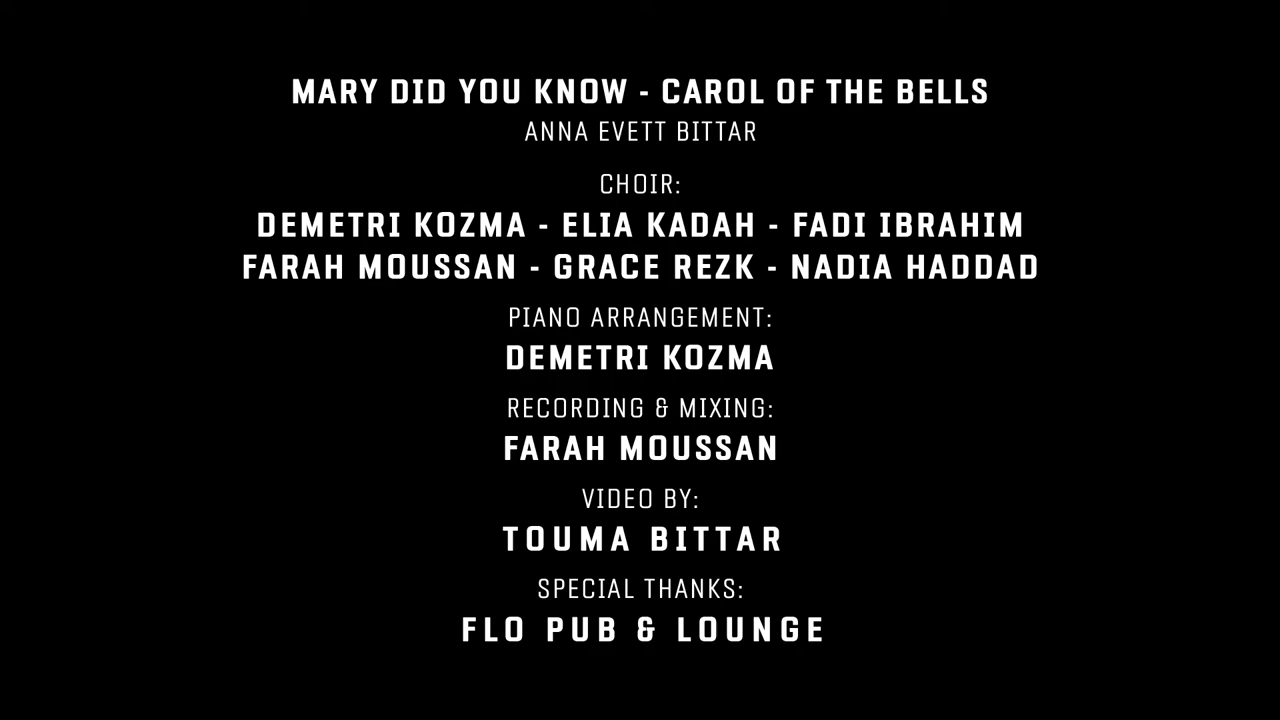 MARY DID YOU KNOW - CAROL OF THE BELLS
ANNA EVETT BITTAR
CHOIR:
DEMETRI KOZMA - ELIA KADAH - FADI IBRAHIM
FARAH MOUSSAN - GRACE REZK - NADIA HADDAD
PIANO ARRANGEMENT:
DEMETRI KOZMA
RECORDING & MIXING:
FARAH MOUSSAN
VIDEO BY:
TOUMA BITTAR
SPECIAL THANKS:
FLO PUB & LOUNGE